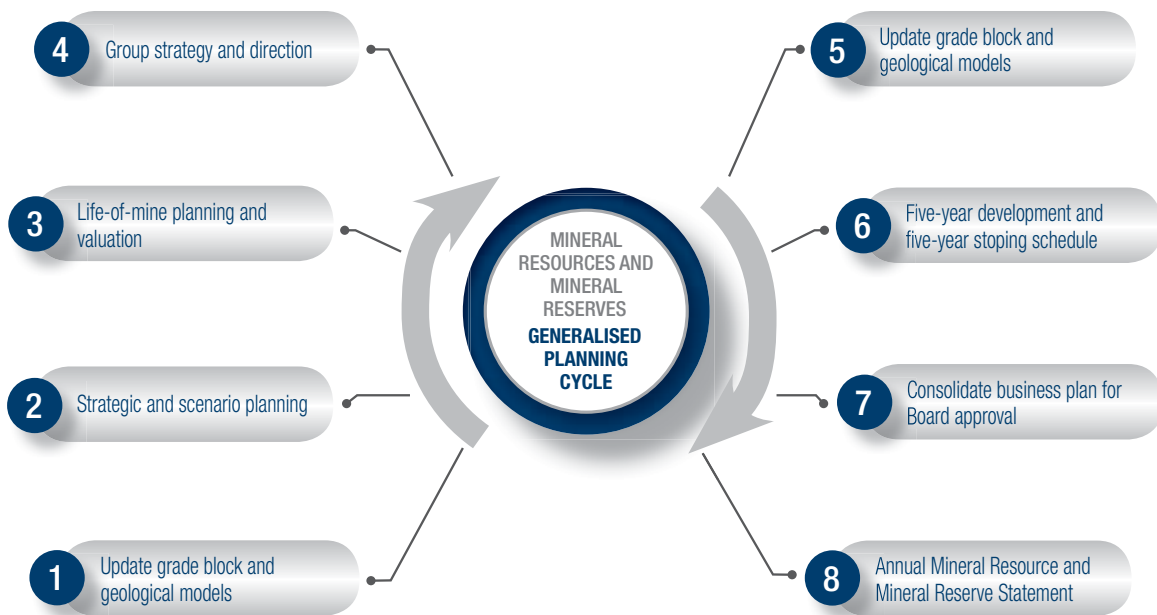 4
Group strategy and direction
5
Update grade block and
geological models
3
Life-of-mine planning and
valuation
6
Five-year development and
five-year stoping schedule
MINERAL
RESOURCES AND
MINERAL
RESERVES
GENERALISED
PLANNING
CYCLE
2
Strategic and scenario planning
7
Consolidate business plan for
Board approval
1
Update grade block and
geological models
8
Annual Mineral Resource and
Mineral Reserve Statement